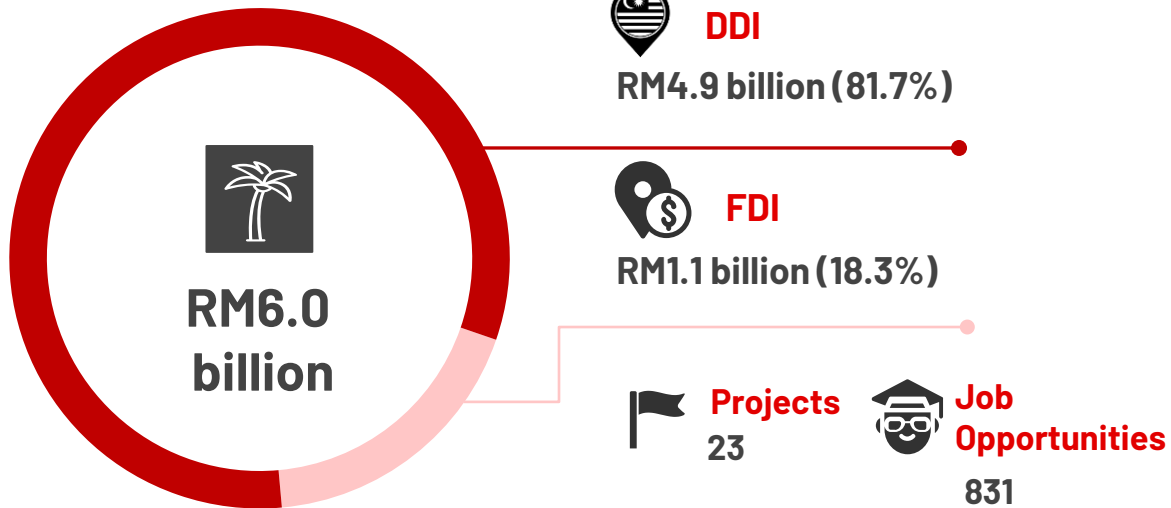 DDI
RM4.9 billion (81.7%)
FDI
RM1.1 billion (18.3%)
RM6.0
billion
Projects
23
Job
Opportunities
831